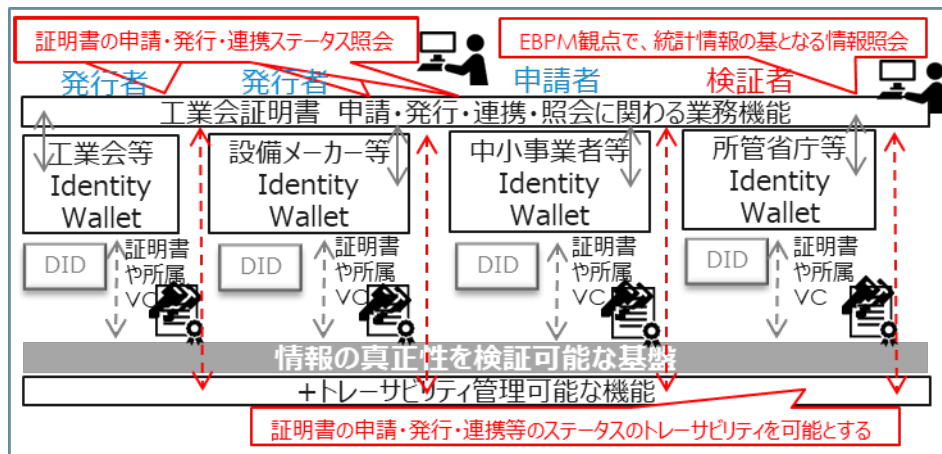 証明書の申請・発行・連携ステータス照会
EBPM観点で、統計情報の基となる情報照会
発行者
発行者
申請者
検証者
工業会証明書 申請・発行・連携・照会に関わる業務機能
工業会等
Identity
Wallet
設備メーカー等
Identity
Wallet
中小事業者等
Identity
Wallet
所管省庁等
Identity
Wallet
DID
証明書
や所属
VC
DID
証明書
や所属
VC
DID
証明書
や所属
VC
DID
証明書
や所属
VC
情報の真正性を検証可能な基盤
+トレーサビリティ管理可能な機能
証明書の申請・発行・連携等のステータスのトレーサビリティを可能とする